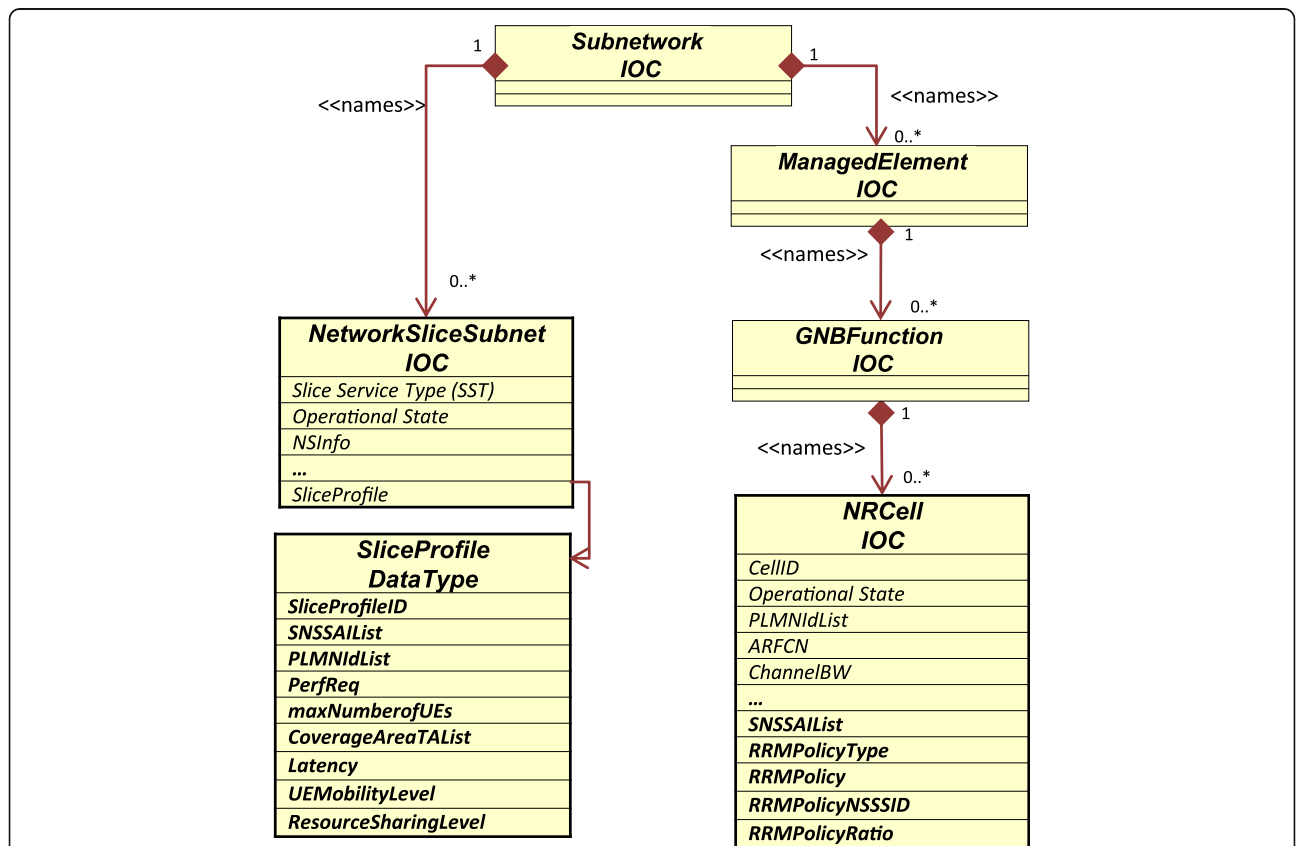 Subnetwork
IOC
1
1
<<names>>
<<names>>
0..*
ManagedElement
IOC
1
<<names>>
0..*
0..*
NetworkSliceSubnet
IOC
Slice Service Type (SST)
Operational State
NSInfo
...
SliceProfile
GNBFunction
IOC
1
<<names>>
0..*
SliceProfile
DataType
SliceProfileID
SNSSAIList
PLMNIdList
PerfReq
maxNumberofUEs
CoverageAreaTAList
Latency
UEMobilityLevel
ResourceSharingLevel
NRCell
IOC
CellID
Operational State
PLMNIdList
ARFCN
ChannelBW
...
SNSSAIList
RRMPolicyType
RRMPolicy
RRMPolicyNSSSID
RRMPolicyRatio